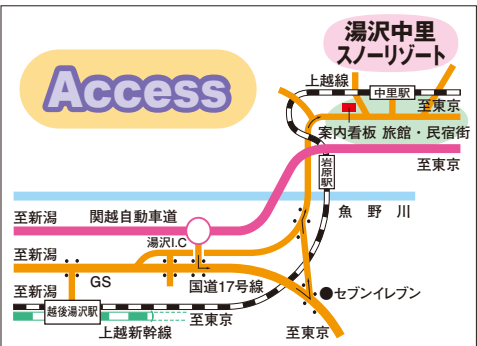 湯沢中里
スノーリゾート
Access
上越線
中里駅
至東京
案内看板 旅館・民宿街
至東京
岩原駅
魚野川
至新潟
関越自動車道
湯沢I.C
至新潟
GS
国道17号線
至新潟
越後湯沢駅
セブンイレブン
上越新幹線
至東京
至東京